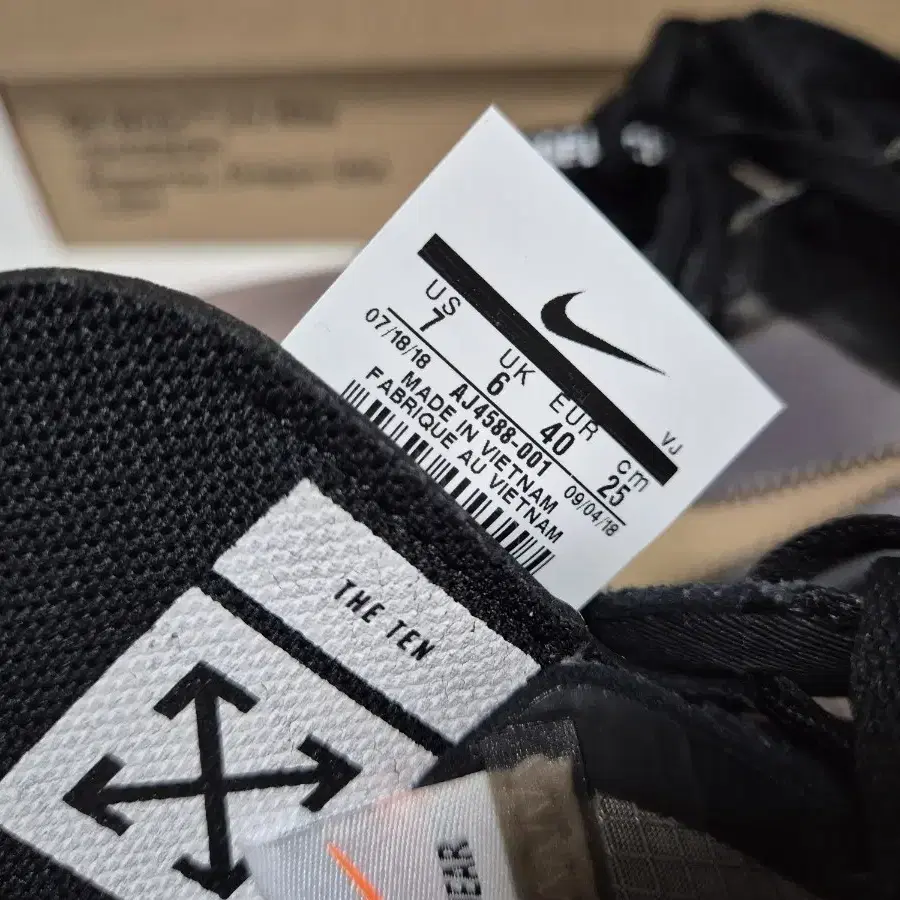 VJ
US UK EUR cm
7 6 40 25
07/18/18 AJ4588-001 09/04/18
MADE IN VIETNAM
FABRIQUE AU VIETNAM
THE TEN
EAR